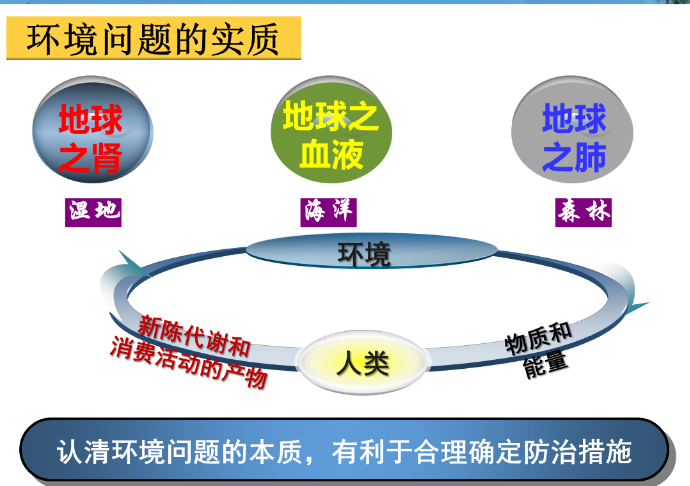 环境问题的实质
地球
之肾
地球之
血液
地球
之肺
湿地
海洋
森林
环境
新陈代谢和
消费活动的产物
物质和
能量
人类
认清环境问题的本质，有利于合理确定防治措施